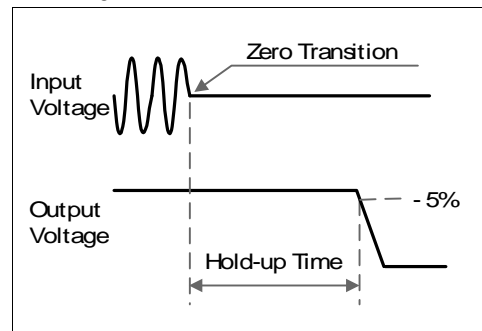 Zero Transition
Input
Voltage
- 5%
Output
Voltage
Hold-up Time